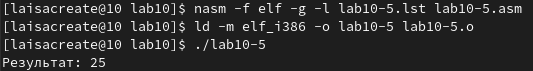 [laisacreate@10 lab10]$ nasm -f elf -g -l lab10-5.lst lab10-5.asm
[laisacreate@10 lab10]$ ld -m elf_i386 -o lab10-5 lab10-5.o
[laisacreate@10 lab10]$ ./lab10-5
Результат: 25